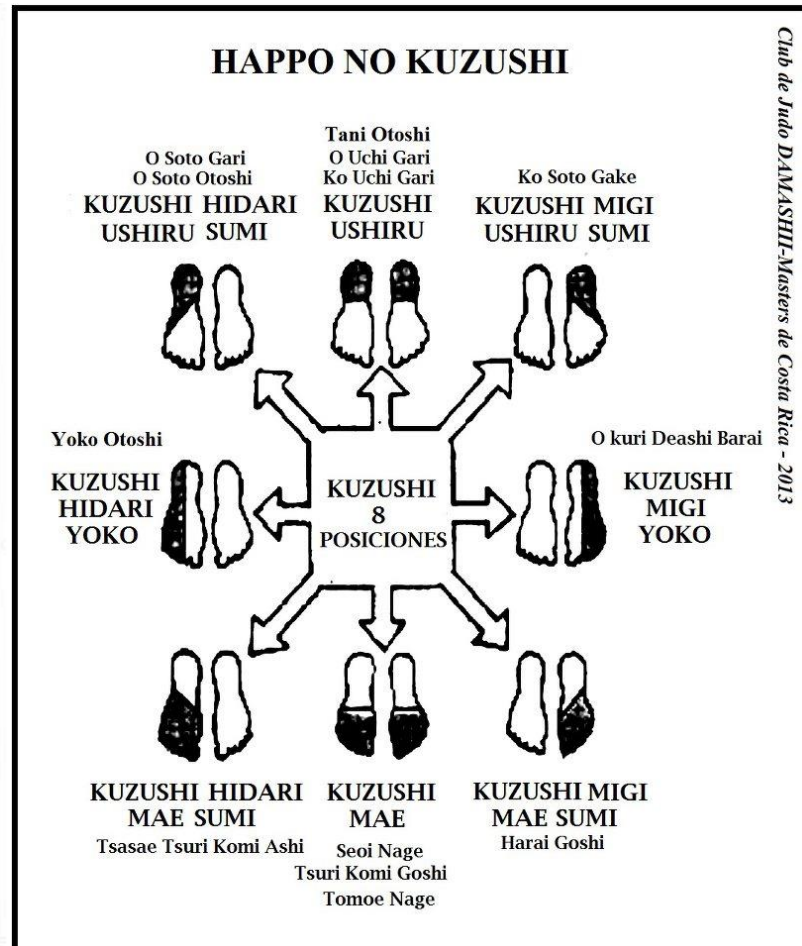 HAPPO NO KUZUSHI
O Soto Gari
O Soto Otoshi
KUZUSHI HIDARI
USHIRU SUMI
Tani Otoshi
O Uchi Gari
Ko Uchi Gari
KUZUSHI
USHIRU
Ko Soto Gake
KUZUSHI MIGI
USHIRU SUMI
Yoko Otoshi
KUZUSHI
HIDARI
YOKO
KUZUSHI
8
POSICIONES
O kuri Deashi Barai
KUZUSHI
MIGI
YOKO
KUZUSHI HIDARI
MAE SUMI
Tsasae Tsuri Komi Ashi
KUZUSHI
MAE
Seoi Nage
Tsuri Komi Goshi
Tomoe Nage
KUZUSHI MIGI
MAE SUMI
Harai Goshi
Club de Judo DAMASHII-Masters de Costa Rica - 2013